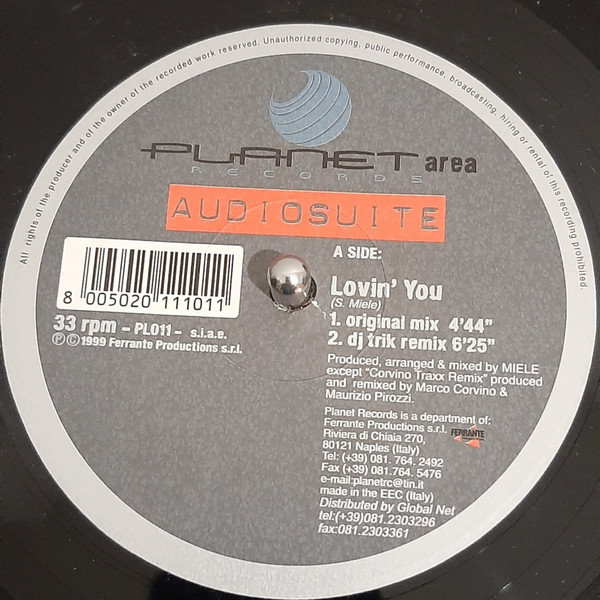 All rights of the producer and of the owner of the recorded work reserved. Unauthorized copying, public performance, broadcasting, hiring or rental of this recording prohibited.
PLANET area
RECORDS
AUDIOSUITE
A SIDE:
Lovin' You
(S. Miele)
1. original mix 4'44"
2. dj trik remix 6'25"
Produced, arranged & mixed by MIELE
except "Corvino Traxx Remix" produced
and remixed by Marco Corvino &
Maurizio Pirozzi.
Planet Records is a department of:
Ferrante Productions s.r.l.
FERRANTE
Riviera di Chiaia 270,
80121 Naples (Italy)
Tel: (+39) 081. 764. 2492
Fax (+39) 081.764. 5476
e-mail:planetrc@tin.it
made in the EEC (Italy)
Distributed by Global Net
tel:(+39)081.2303296
fax:081.2303361
8 005020 111011
33 rpm - PL011 - s.i.a.e.
℗©1999 Ferrante Productions s.r.l.